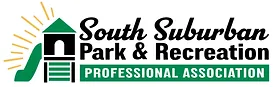 South Suburban
Park & Recreation
PROFESSIONAL ASSOCIATION